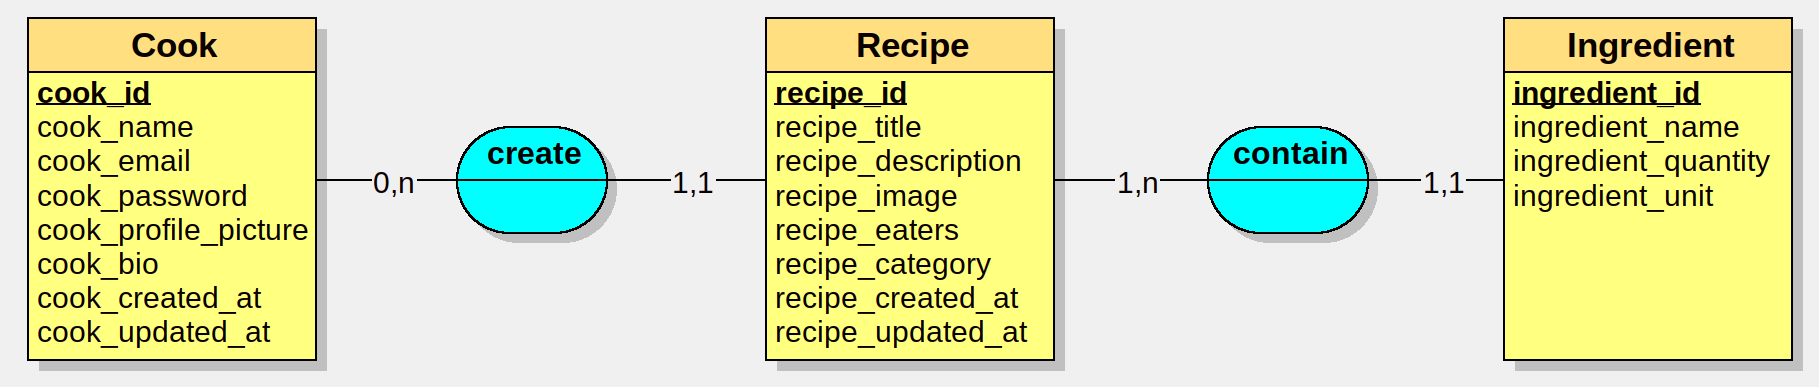 Cook
cook_id
cook_name
cook_email
cook_password
cook_profile_picture
cook_bio
cook_created_at
cook_updated_at
0,n
create
1,1
Recipe
recipe_id
recipe_title
recipe_description
recipe_image
recipe_eaters
recipe_category
recipe_created_at
recipe_updated_at
1,n
contain
1,1
Ingredient
ingredient_id
ingredient_name
ingredient_quantity
ingredient_unit